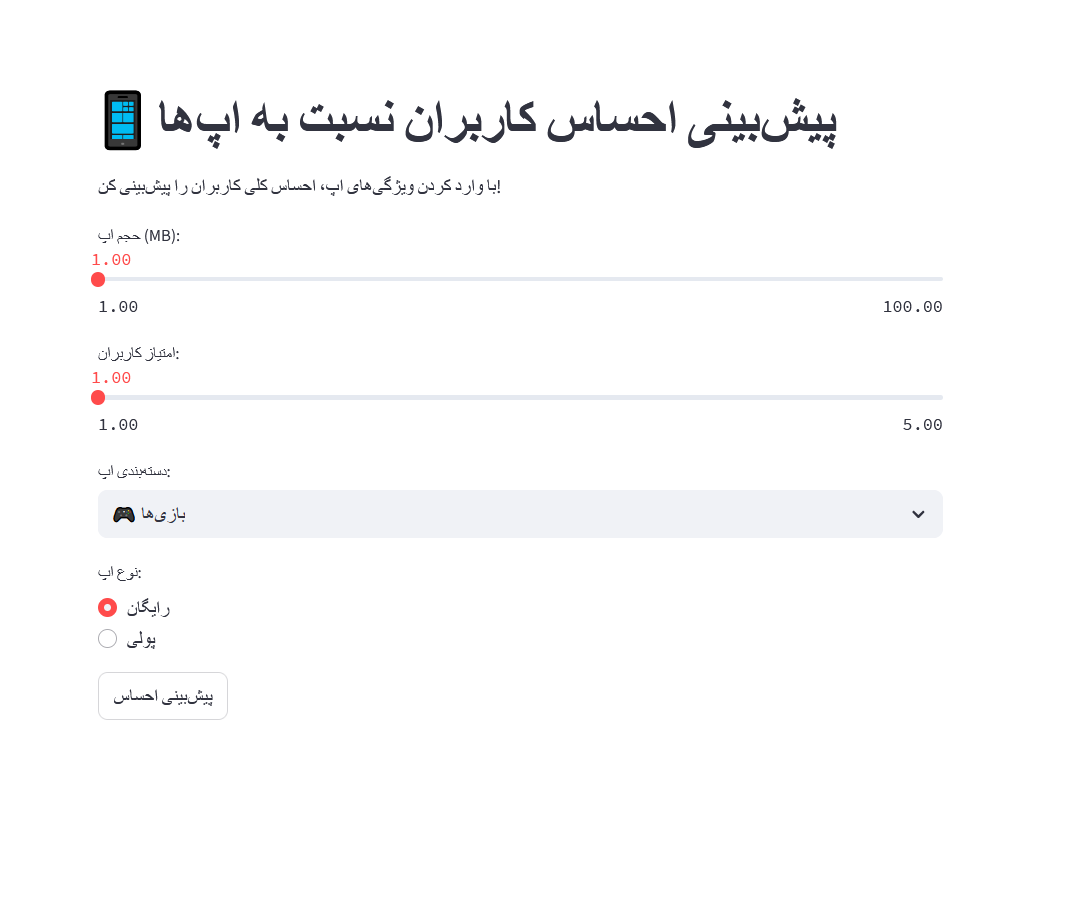 📱 پیش‌بینی احساس کاربران نسبت به اپ‌ها
با وارد کردن ویژگی‌های اپ، احساس کلی کاربران را پیش‌بینی کن!
حجم اپ (MB):
1.00
1.00 100.00
امتیاز کاربران:
1.00
1.00 5.00
دسته‌بندی اپ:
🎮 بازی‌ها
نوع اپ:
رایگان
پولی
پیش‌بینی احساس